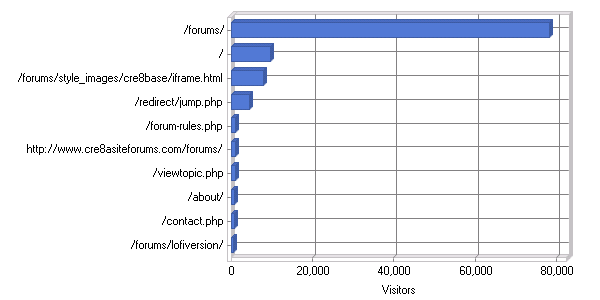 /forums/
/
/forums/style_images/cre8base/iframe.html
/redirect/jump.php
/forum-rules.php
http://www.cre8asiteforums.com/forums/
/viewtopic.php
/about/
/contact.php
/forums/lofiversion/
0 20,000 40,000 60,000 80,000
Visitors